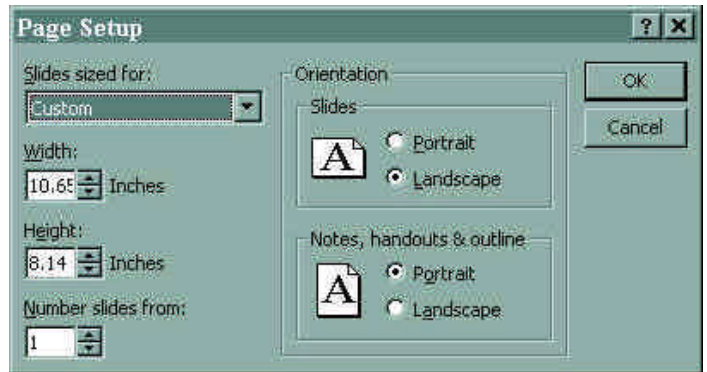 Page Setup
Slides sized for:
Custom
Width:
10.65 Inches
Height:
8.14 Inches
Number slides from:
1
Orientation
Slides
A
Portrait
Landscape
Notes, handouts & outline
A
Portrait
Landscape
OK
Cancel